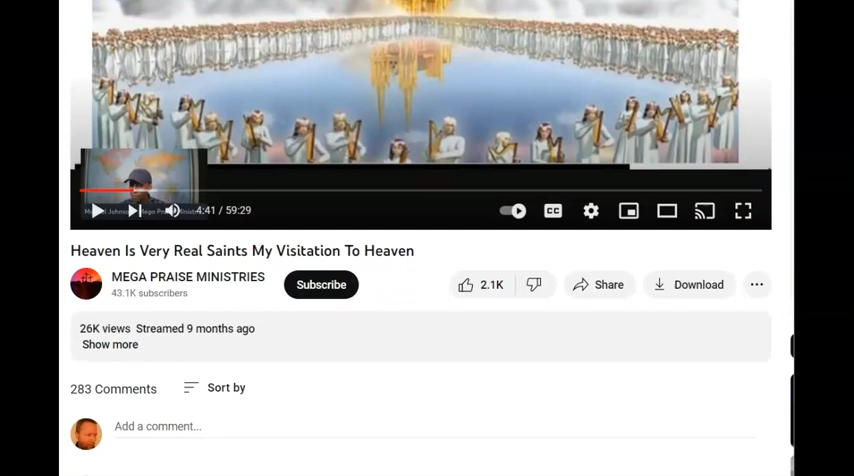 4:41 / 59:29
CC
Heaven Is Very Real Saints My Visitation To Heaven
MEGA PRAISE MINISTRIES
43.1K subscribers
Subscribe
2.1K
Share
Download
26K views Streamed 9 months ago
Show more
283 Comments
Sort by
Add a comment...